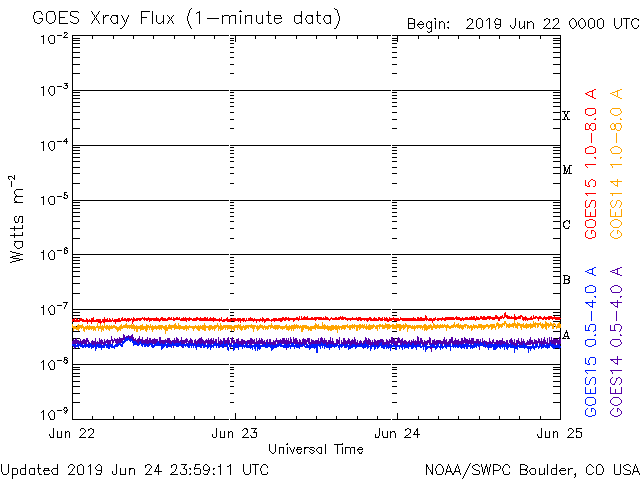 GOES Xray Flux (1-minute data)
Begin: 2019 Jun 22 0000 UTC
10-2
10-3
10-4
10-5
10-6
10-7
10-8
10-9
Watts m-2
X
M
C
B
A
GOES15 1.0-8.0 A
GOES14 1.0-8.0 A
GOES15 0.5-4.0 A
GOES14 0.5-4.0 A
Jun 22
Jun 23
Jun 24
Jun 25
Universal Time
Updated 2019 Jun 24 23:59:11 UTC
NOAA/SWPC Boulder, CO USA